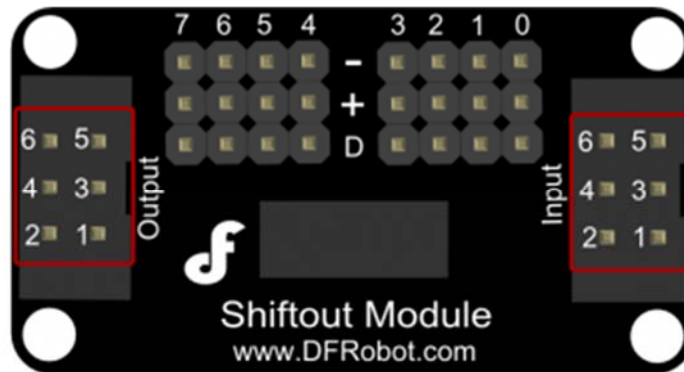 7 6 5 4 3 2 1 0
-
+
D
6 5
4 3
2 1
Output
Input
6 5
4 3
2 1
Shiftout Module
www.DFRobot.com